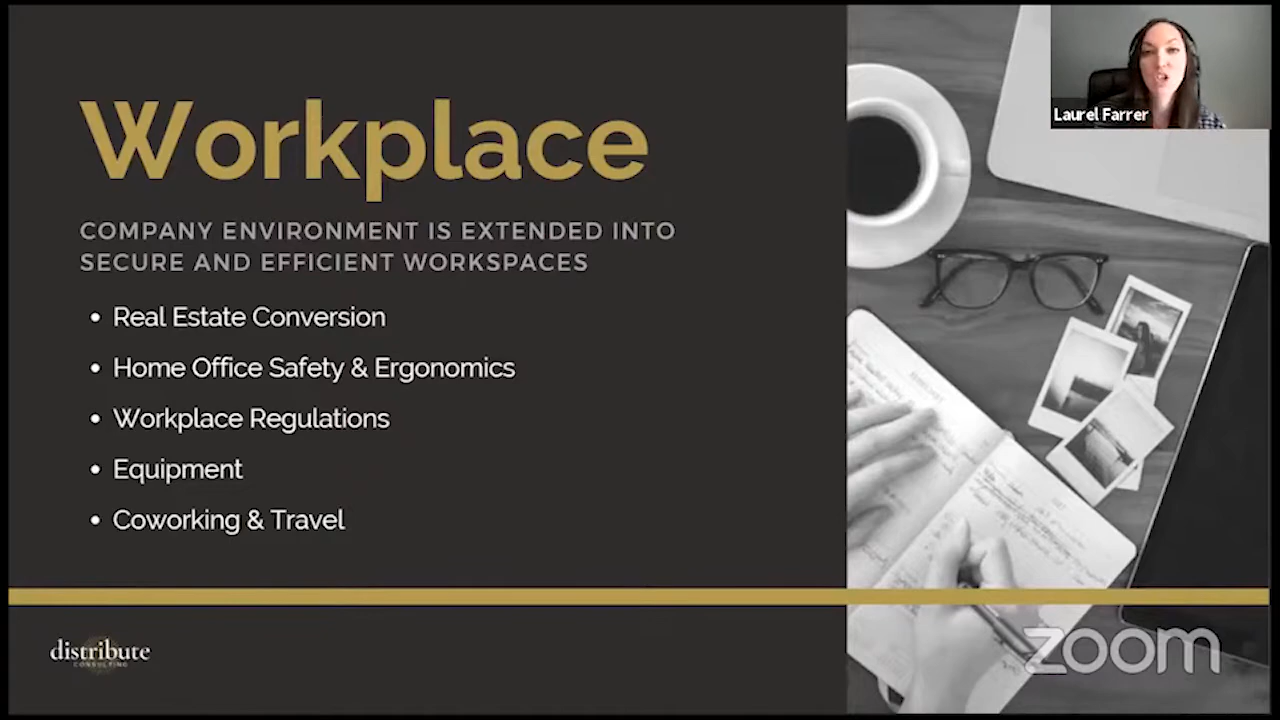 Workplace
COMPANY ENVIRONMENT IS EXTENDED INTO
SECURE AND EFFICIENT WORKSPACES
• Real Estate Conversion
• Home Office Safety & Ergonomics
• Workplace Regulations
• Equipment
• Coworking & Travel
distribute
CONSULTING
Laurel Farrer
zoom